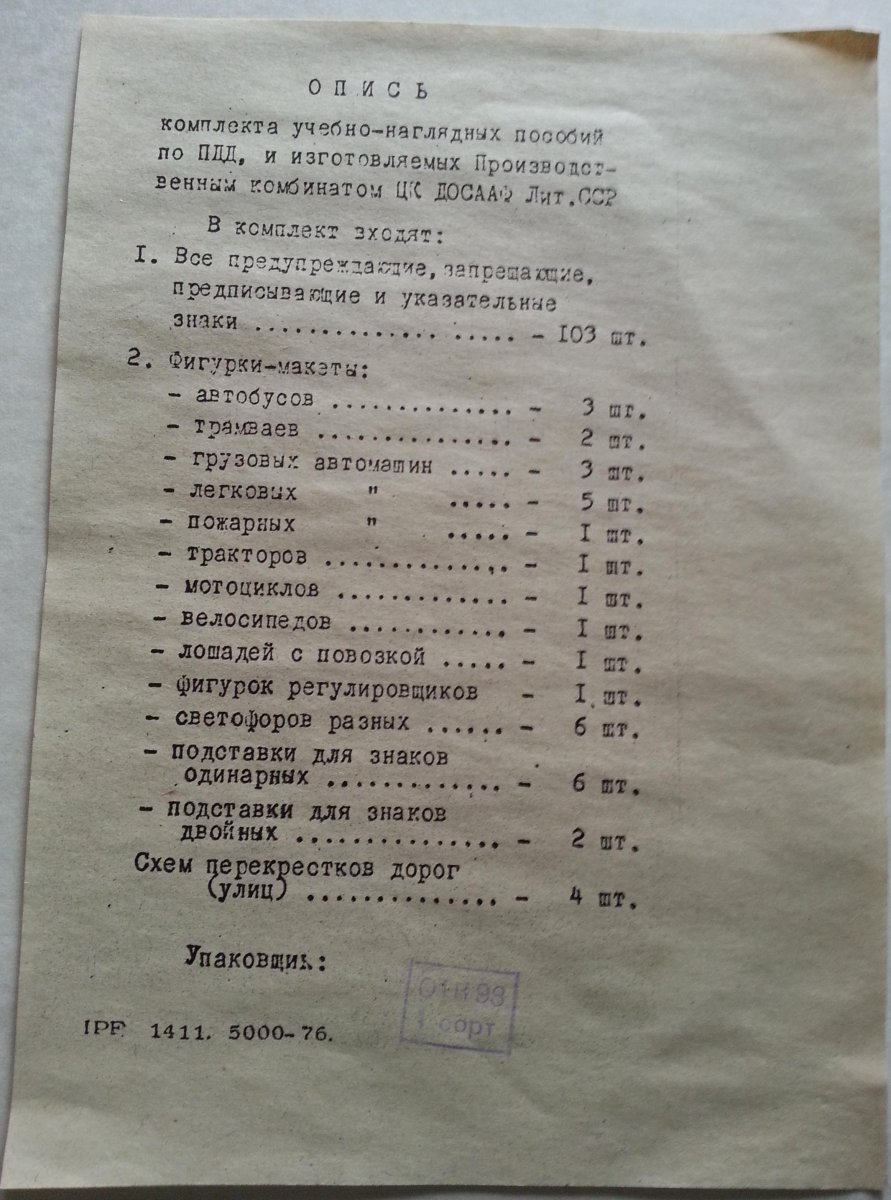 О П И С Ь
комплекта учебно-наглядных пособий
по ПДД, и изготовляемых Производст-
венным комбинатом ЦК ДОСААФ Лит.ССР
В комплект входят:
I. Все предупреждающие, запрещающие,
предписывающие и указательные
знаки .................. ..... - 103 шт.
2. Фигурки-макеты:
- автобусов .............. - 3 шт.
- трамваев ............... - 2 шт.
- грузовых автомашин ..... - 3 шт.
- легковых " ..... - 5 шт.
- пожарных " ..... - I шт.
- тракторов .............. - I шт.
- мотоциклов ............. - I шт.
- велосипедов ............ - I шт.
- лошадей с повозкой ..... - I шт.
- фигурок регулировщиков - I шт.
- светофоров разных ...... - 6 шт.
- подставки для знаков
одинарных ............. - 6 шт.
- подставки для знаков
двойных ............... - 2 шт.
Схем перекрестков дорог
(улиц) .............. - 4 шт.
Упаковщик:
IPF 1411. 5000-76.
сорт